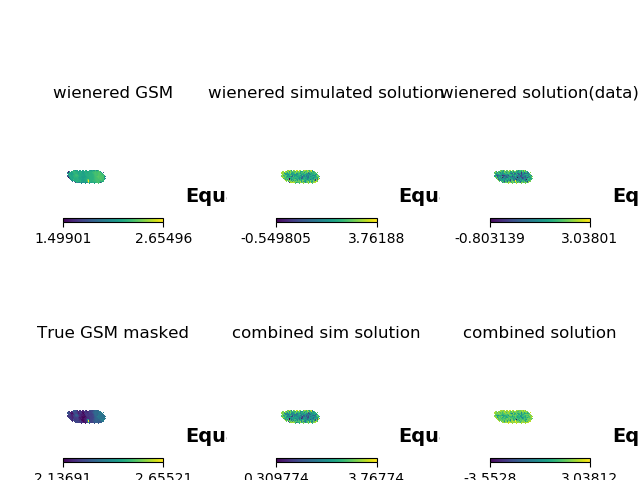 wienered GSM wienered simulated solution wienered solution(data)
Equ Equ Eq
1.49901 2.65496 -0.549805 3.76188 -0.803139 3.03801
True GSM masked combined sim solution combined solution
Equ Equ Eq
2.13691 2.65521 0.309774 3.76774 -3.5528 3.03812